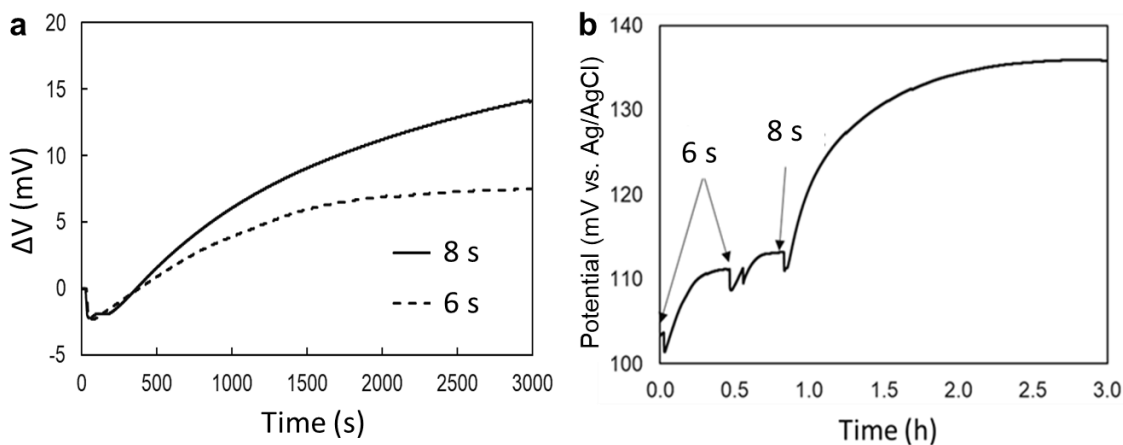 a
20
15
10
5
0
-5
ΔV (mV)
8 s
6 s
0 500 1000 1500 2000 2500 3000
Time (s)
b
140
130
120
110
100
Potential (mV vs. Ag/AgCl)
6 s
8 s
0.0 0.5 1.0 1.5 2.0 2.5 3.0
Time (h)